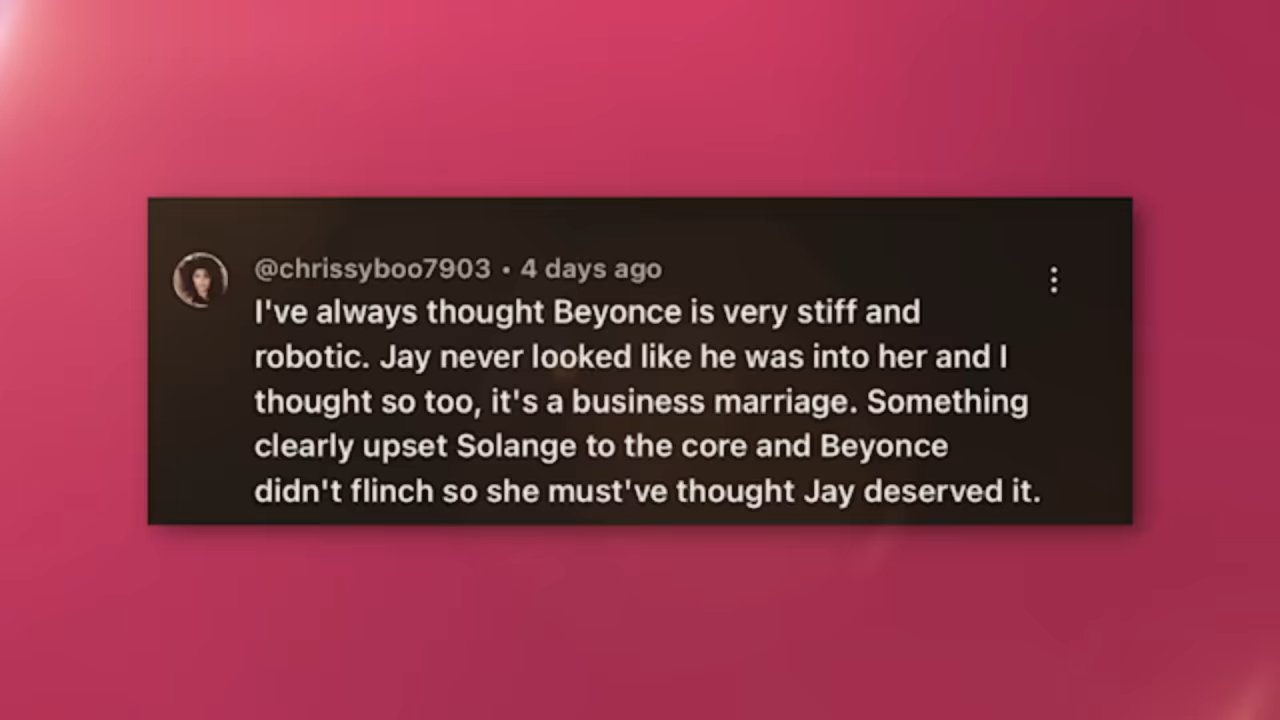 @chrissyboo7903 • 4 days ago
I've always thought Beyonce is very stiff and
robotic. Jay never looked like he was into her and I
thought so too, it's a business marriage. Something
clearly upset Solange to the core and Beyonce
didn't flinch so she must've thought Jay deserved it.